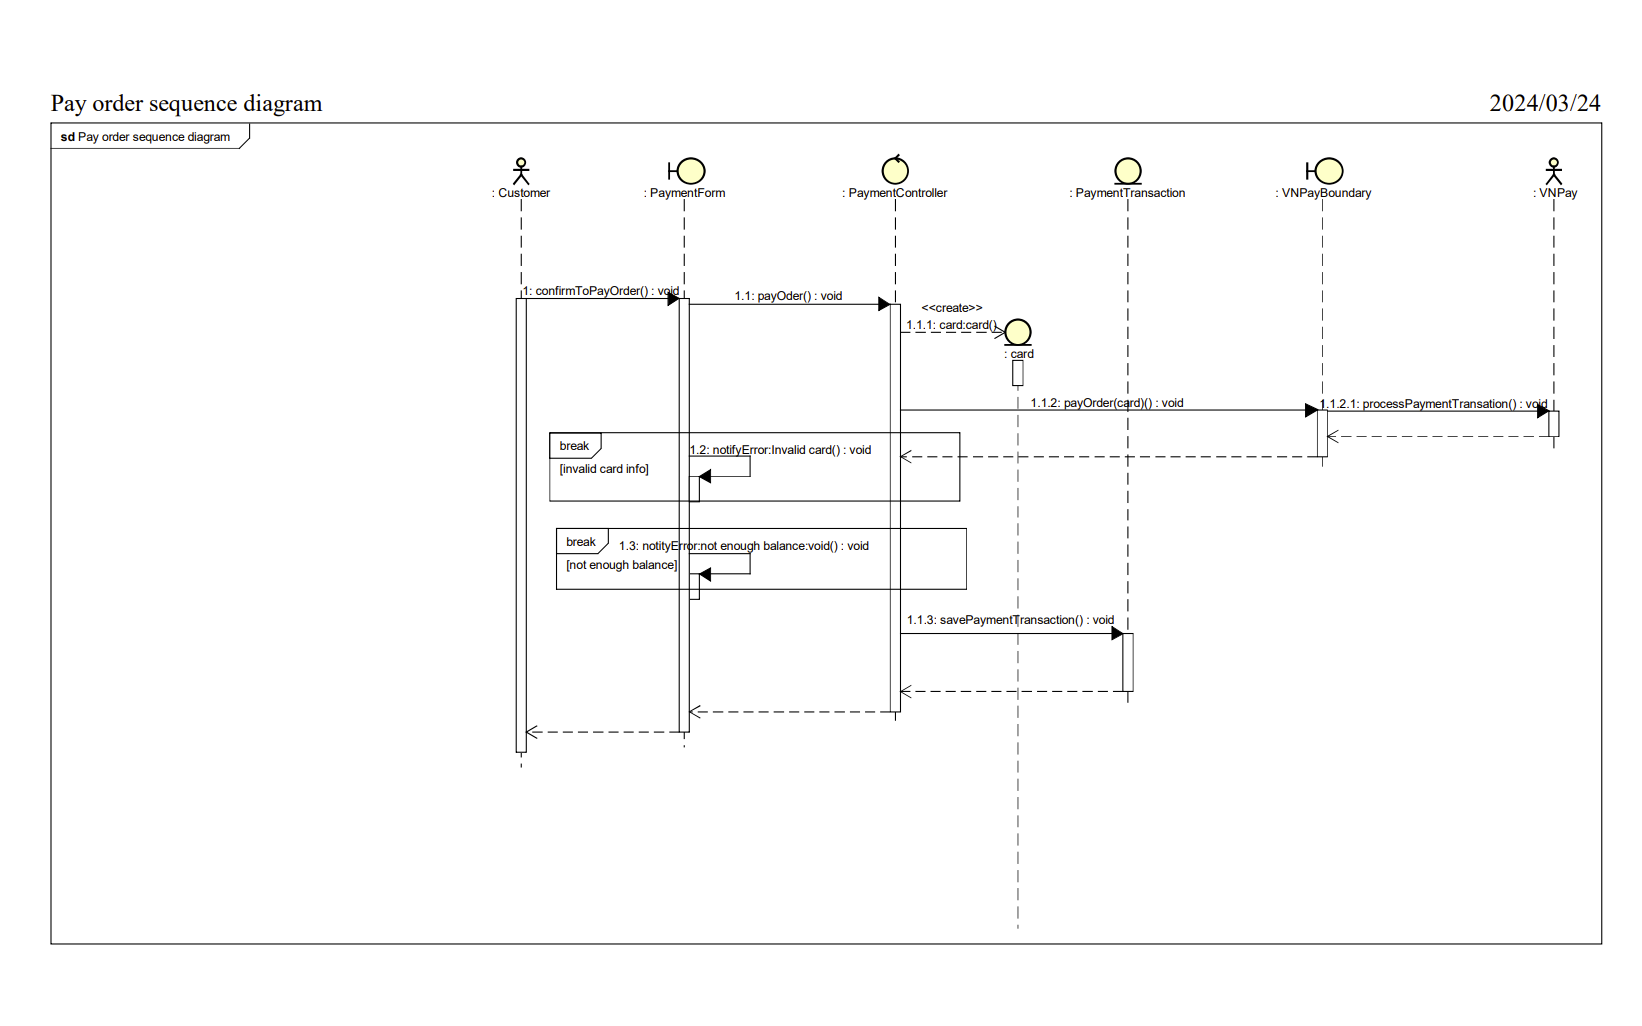 Pay order sequence diagram
2024/03/24
sd Pay order sequence diagram
: Customer
: PaymentForm
: PaymentController
: PaymentTransaction
: VNPayBoundary
: VNPay
1: confirmToPayOrder() : void
1.1: payOder() : void
<<create>>
1.1.1: card:card()
: card
1.1.2: payOrder(card)() : void
1.1.2.1: processPaymentTransation() : void
break
1.2: notifyError:Invalid card() : void
[invalid card info]
break
1.3: notityError:not enough balance:void() : void
[not enough balance]
1.1.3: savePaymentTransaction() : void